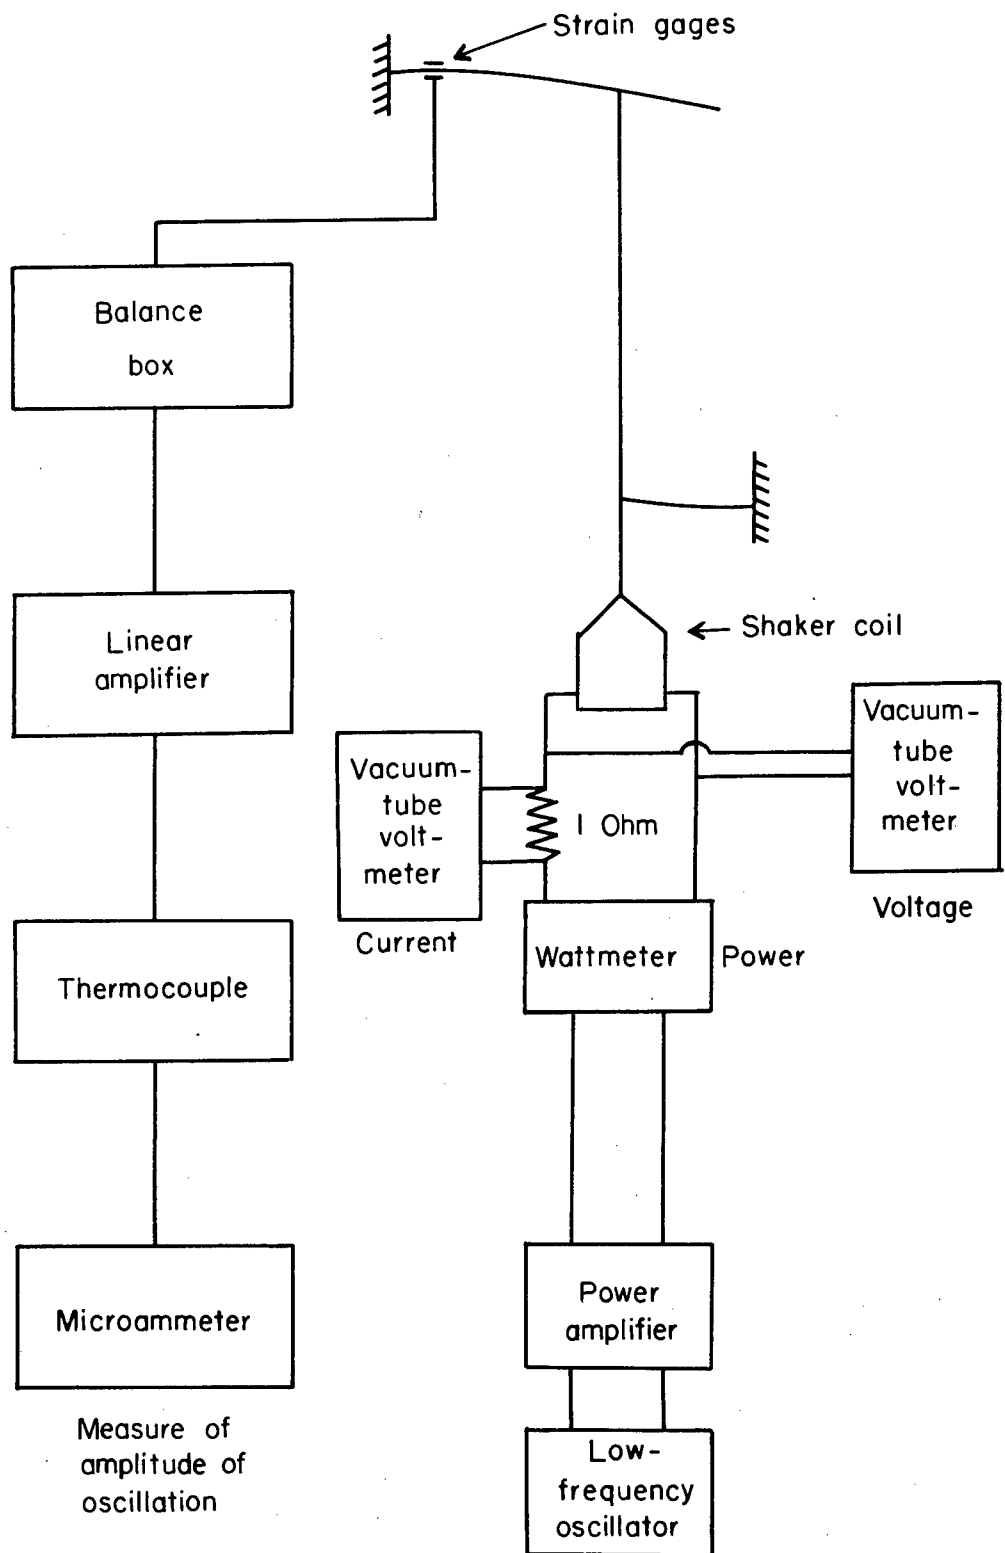 Strain gages
Balance
box
Linear
amplifier
Thermocouple
Microammeter
Measure of
amplitude of
oscillation
Shaker coil
Vacuum-
tube
volt-
meter
Current
1 Ohm
Vacuum-
tube
volt-
meter
Voltage
Wattmeter
Power
Power
amplifier
Low-
frequency
oscillator